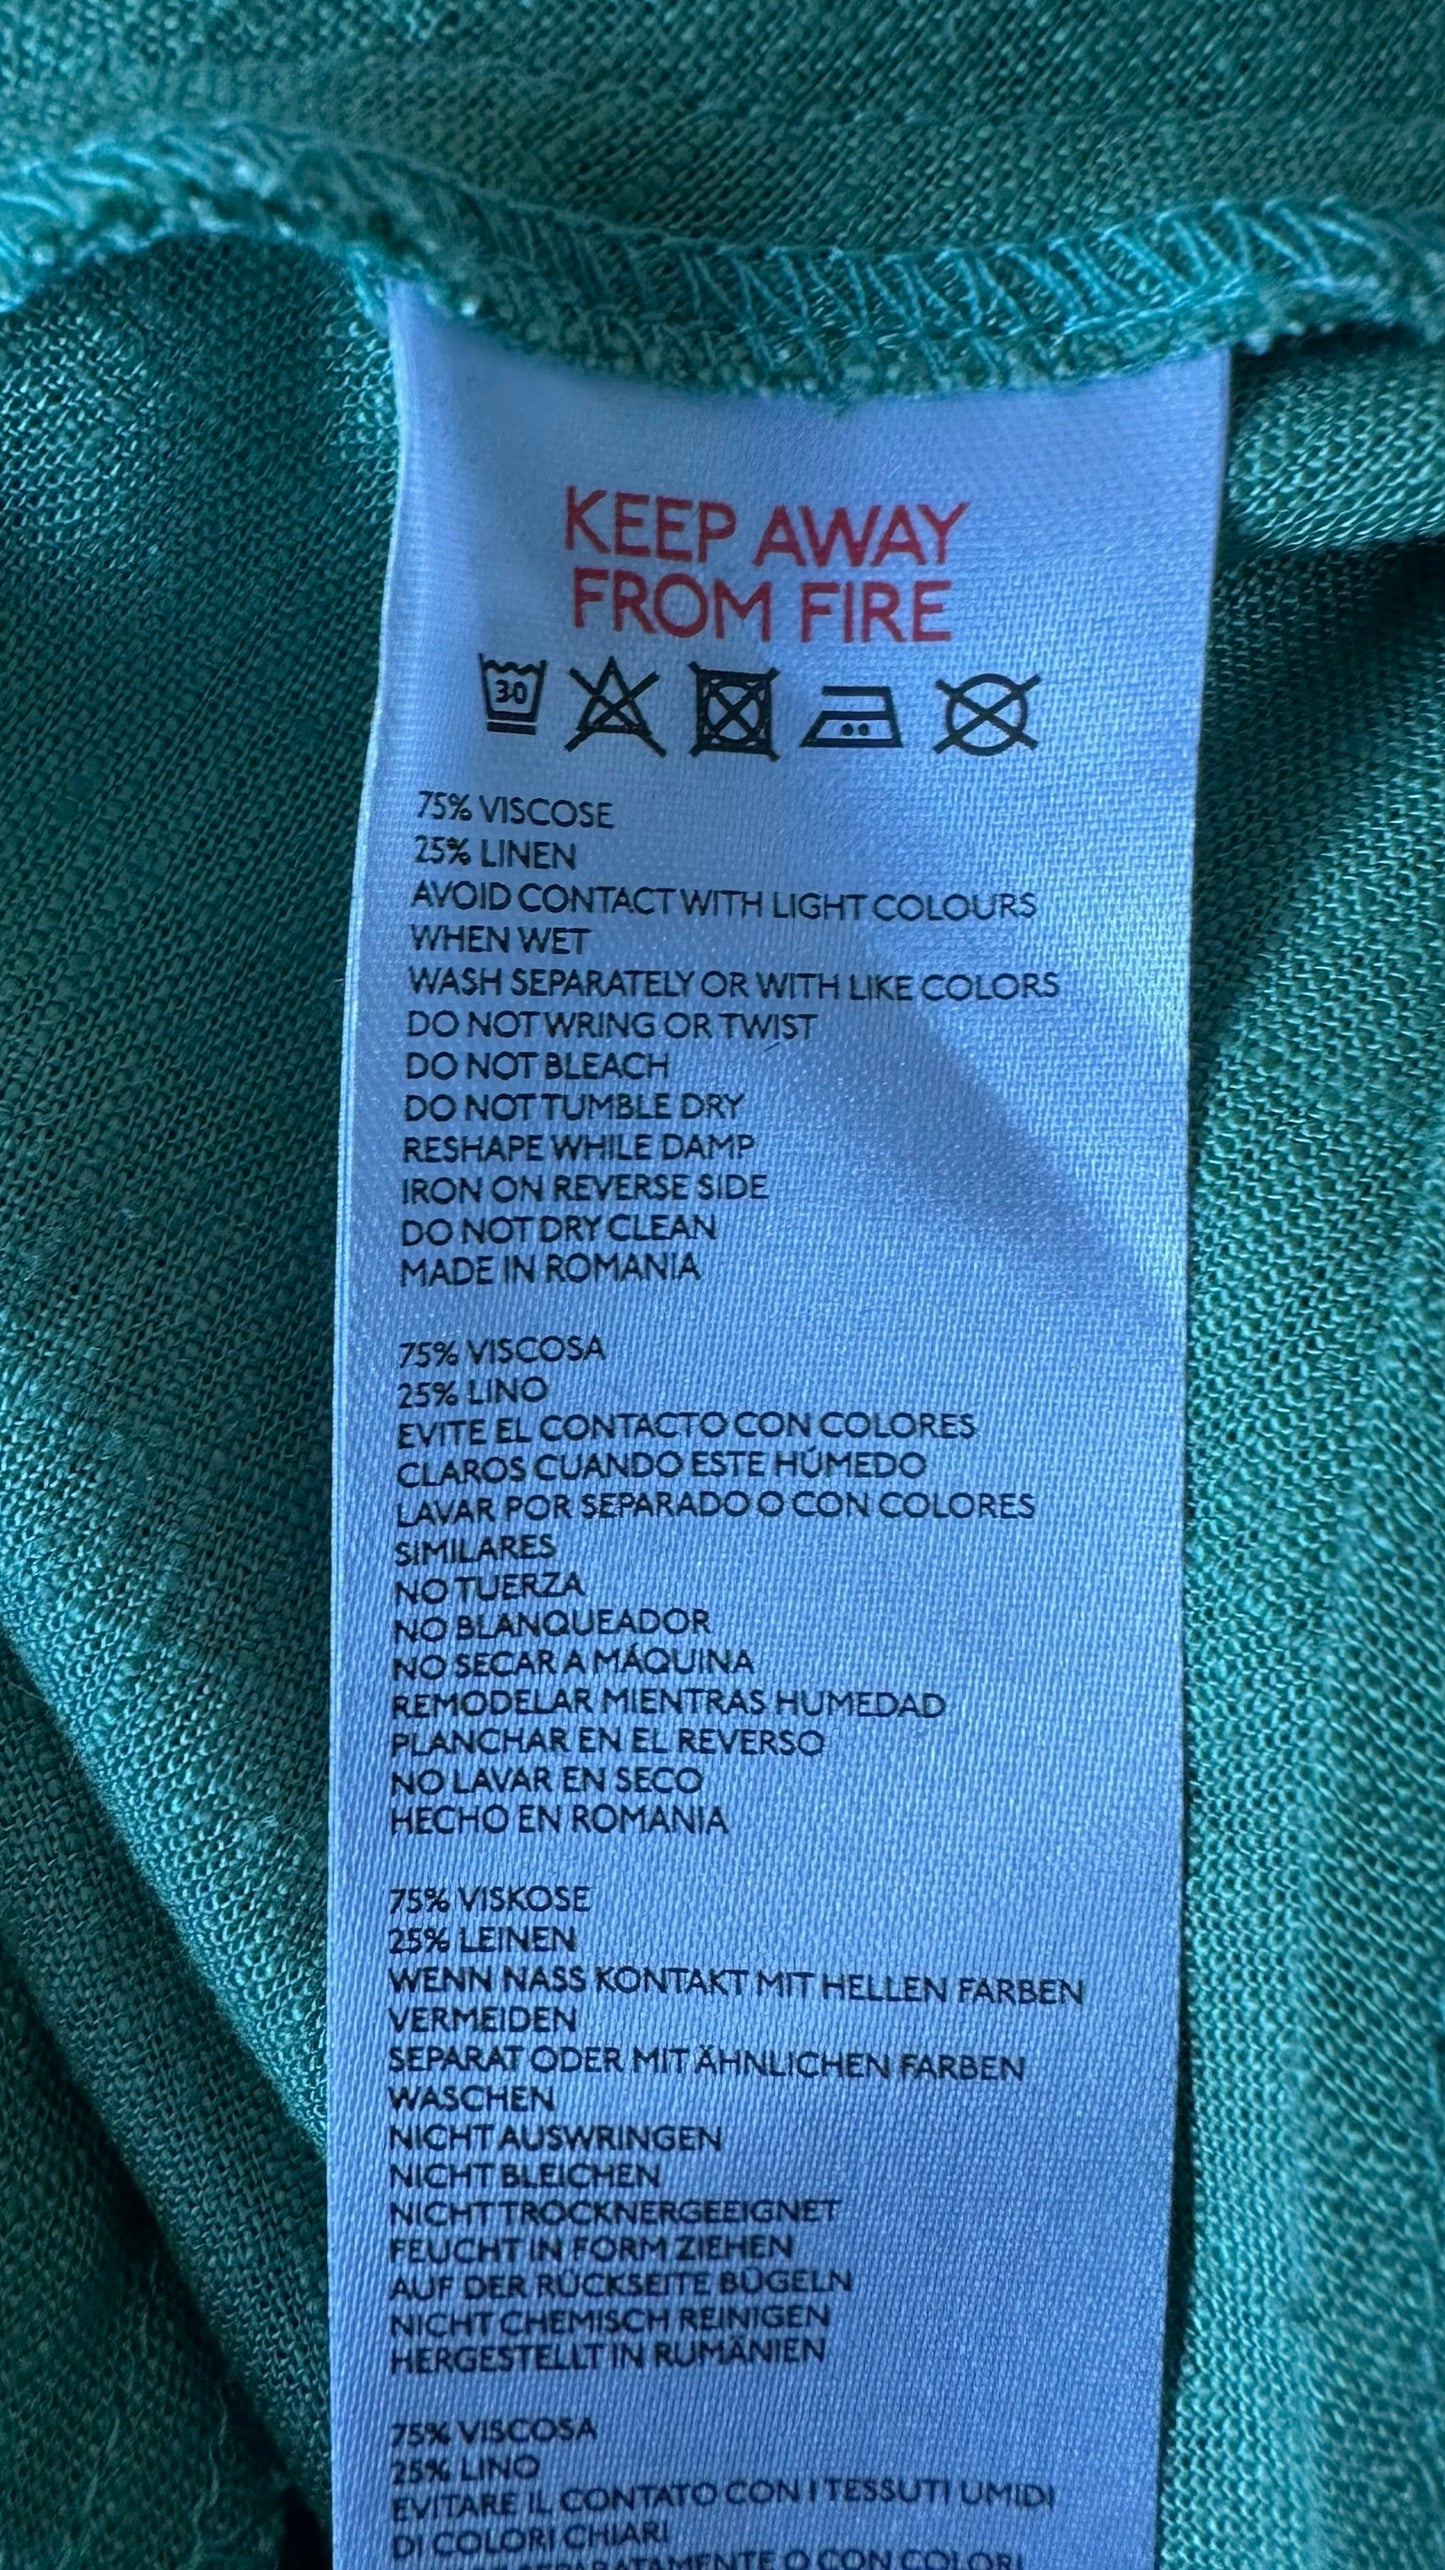 KEEP AWAY
FROM FIRE
30
75% VISCOSE
25% LINEN
AVOID CONTACT WITH LIGHT COLOURS
WHEN WET
WASH SEPARATELY OR WITH LIKE COLORS
DO NOT WRING OR TWIST
DO NOT BLEACH
DO NOT TUMBLE DRY
RESHAPE WHILE DAMP
IRON ON REVERSE SIDE
DO NOT DRY CLEAN
MADE IN ROMANIA
75% VISCOSA
25% LINO
EVITE EL CONTACTO CON COLORES
CLAROS CUANDO ESTE HÚMEDO
LAVAR POR SEPARADO O CON COLORES
SIMILARES
NO TUERZA
NO BLANQUEADOR
NO SECAR A MÁQUINA
REMODELAR MIENTRAS HUMEDAD
PLANCHAR EN EL REVERSO
NO LAVAR EN SECO
HECHO EN ROMANIA
75% VISKOSE
25% LEINEN
WENN NASS KONTAKT MIT HELLEN FARBEN
VERMEIDEN
SEPARAT ODER MIT ÄHNLICHEN FARBEN
WASCHEN
NICHT AUSWRINGEN
NICHT BLEICHEN
NICHT TROCKNERGEEIGNET
FEUCHT IN FORM ZIEHEN
AUF DER RÜCKSEITE BÜGELN
NICHT CHEMISCH REINIGEN
HERGESTELLT IN RUMÄNIEN
75% VISCOSA
25% LINO
EVITARE IL CONTATO CON I TESSUTI UMIDI
DI COLORI CHIARI
O CON COLORI